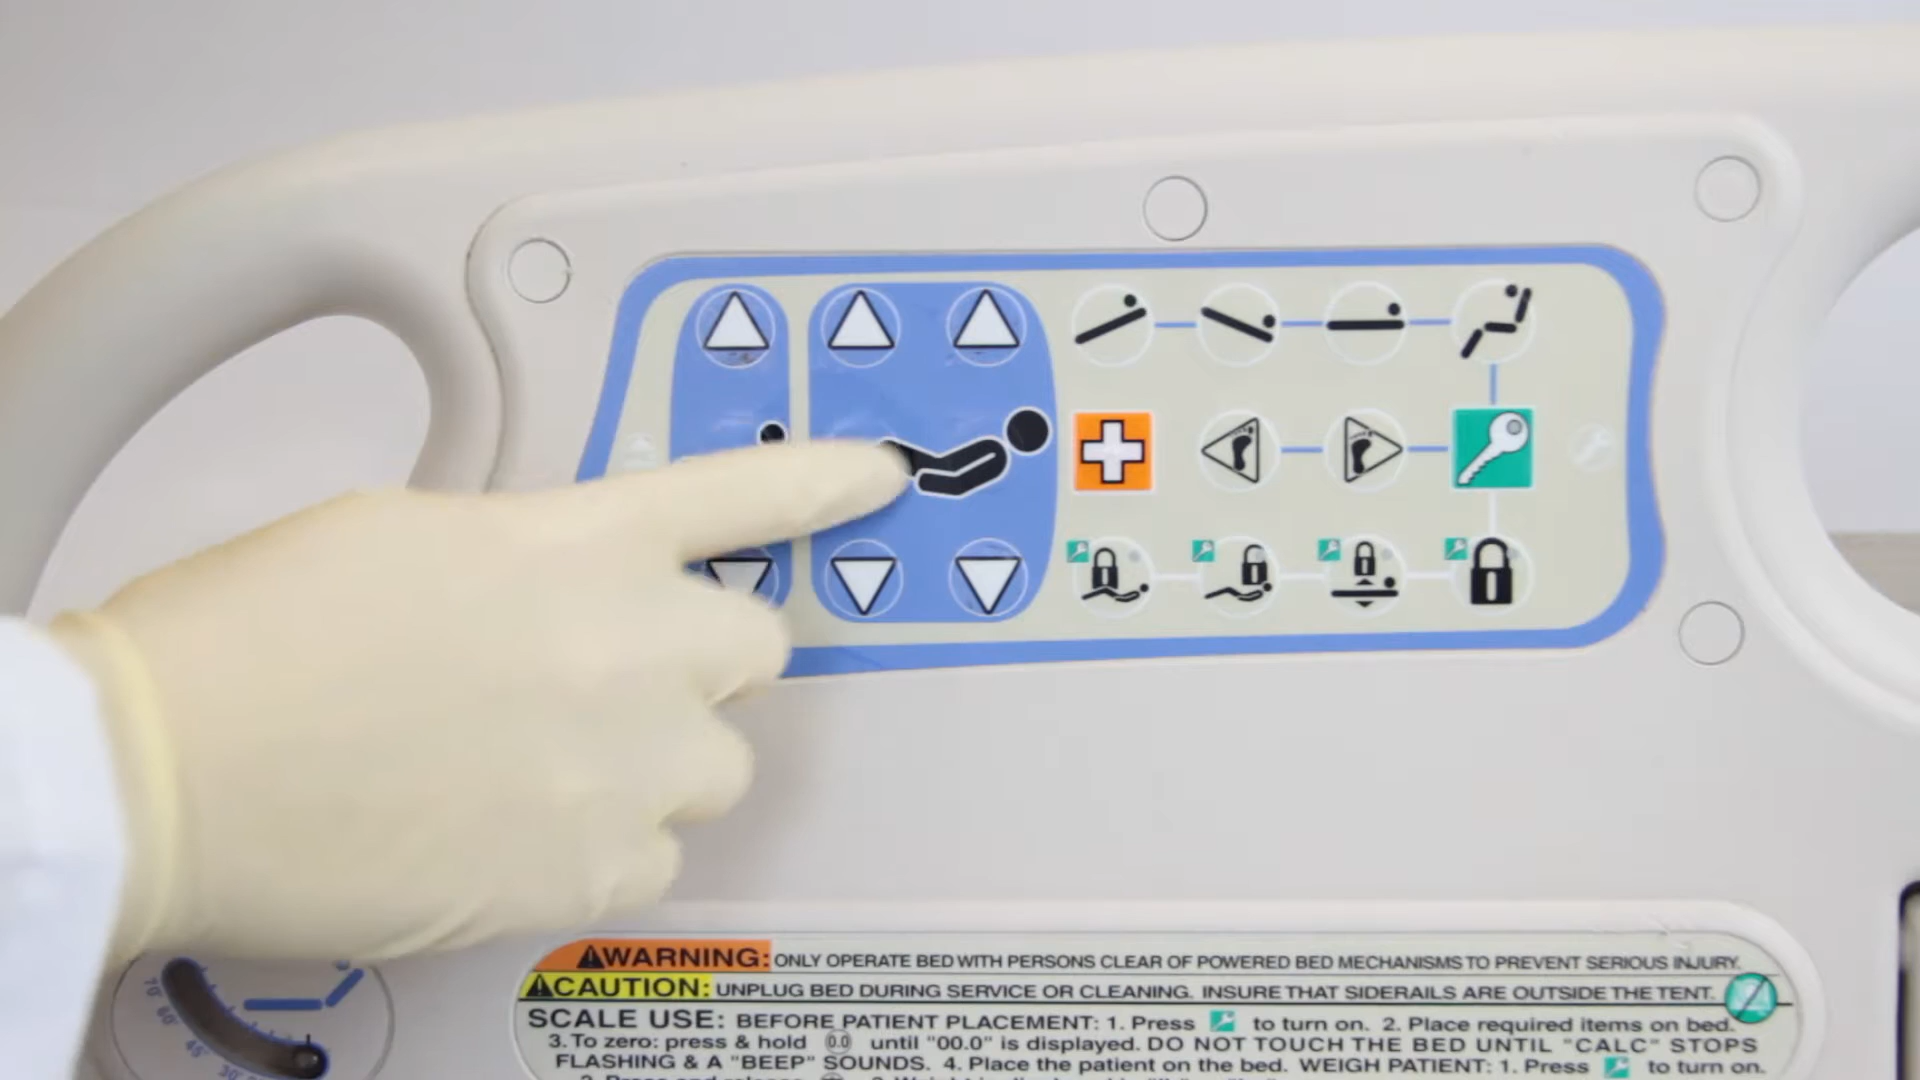 WARNING: ONLY OPERATE BED WITH PERSONS CLEAR OF POWERED BED MECHANISMS TO PREVENT SERIOUS INJURY.
CAUTION: UNPLUG BED DURING SERVICE OR CLEANING. INSURE THAT SIDERAILS ARE OUTSIDE THE TENT.
SCALE USE: BEFORE PATIENT PLACEMENT: 1. Press to turn on. 2. Place required items on bed.
3. To zero: press & hold 0.0 until "00.0" is displayed. DO NOT TOUCH THE BED UNTIL "CALC" STOPS
FLASHING & A "BEEP" SOUNDS. 4. Place the patient on the bed. WEIGH PATIENT: 1. Press to turn on.
70°
60°
45°
30°